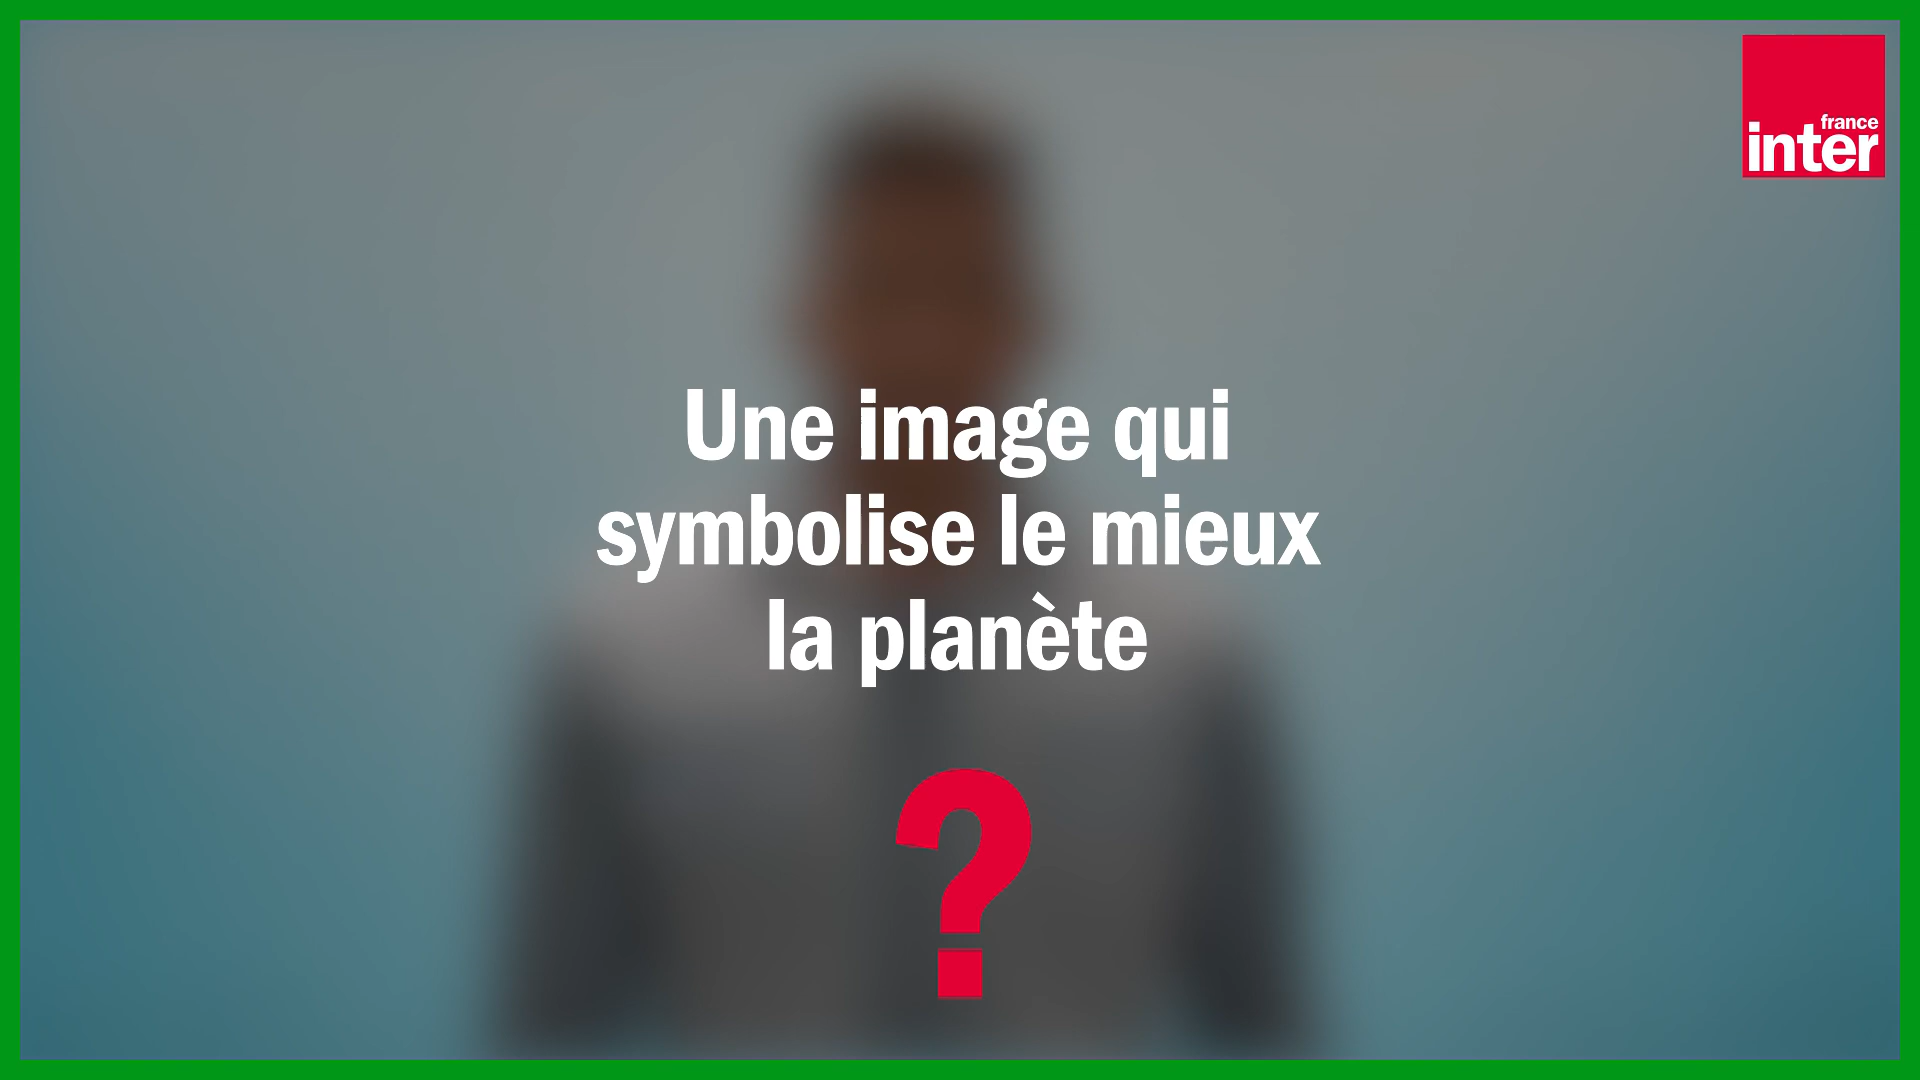 france
inter
Une image qui
symbolise le mieux
la planète
?